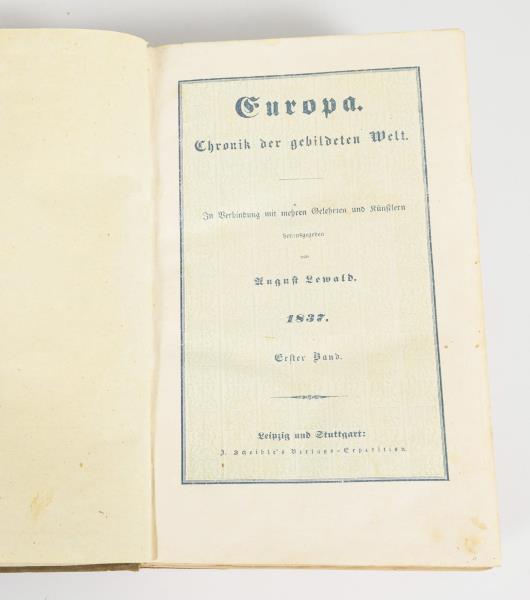 Europa.
Chronik der gebildeten Welt.
In Verbindung mit mehren Gelehrten und Künstlern
herausgegeben
von
August Lewald.
1837.
Erster Band.
Leipzig und Stuttgart:
J. Scheible's Verlags-Expedition.